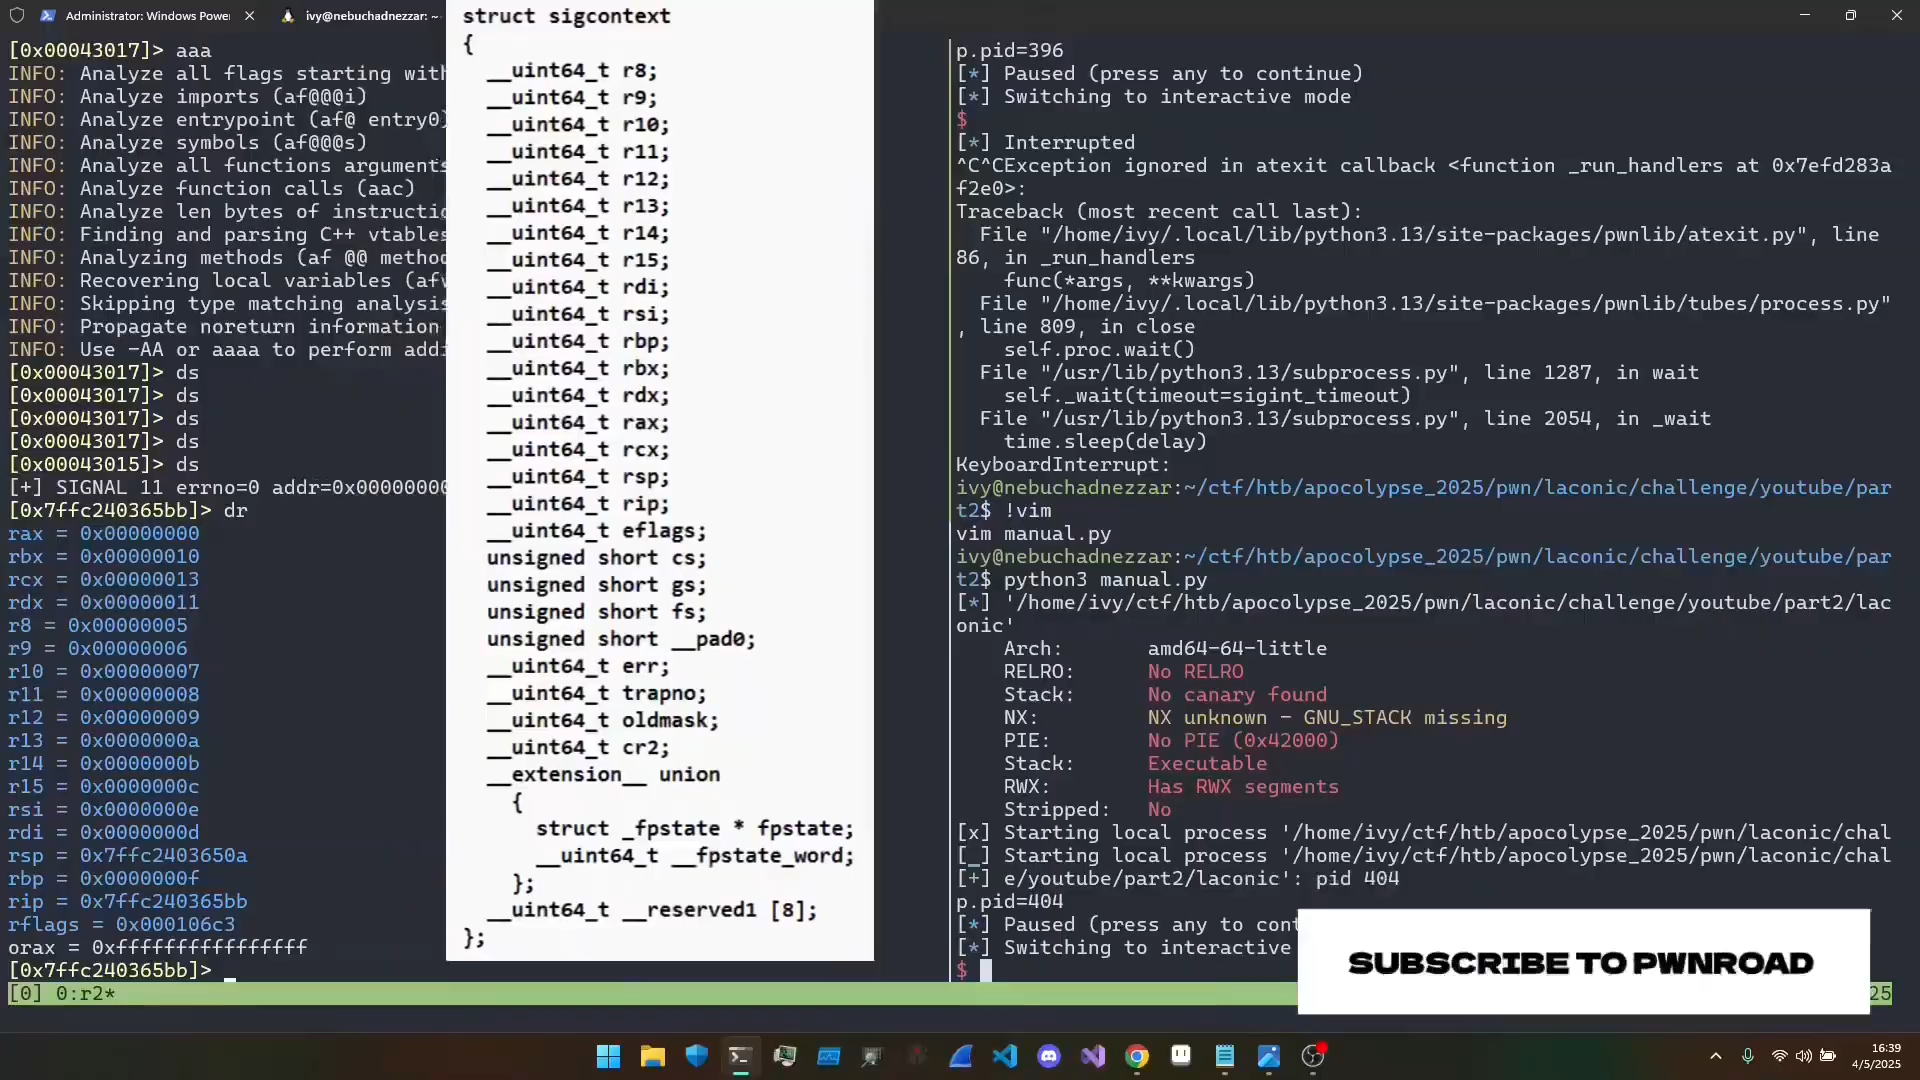 Administrator: Windows Power
ivy@nebuchadnezzar: ~
[0x00043017]> aaa
INFO: Analyze all flags starting with
INFO: Analyze imports (af@@@i)
INFO: Analyze entrypoint (af@ entry0)
INFO: Analyze symbols (af@@@s)
INFO: Analyze all functions arguments
INFO: Analyze function calls (aac)
INFO: Analyze len bytes of instructio
INFO: Finding and parsing C++ vtables
INFO: Analyzing methods (af @@ method
INFO: Recovering local variables (afv
INFO: Skipping type matching analysis
INFO: Propagate noreturn information
INFO: Use -AA or aaaa to perform addi
[0x00043017]> ds
[0x00043017]> ds
[0x00043017]> ds
[0x00043017]> ds
[0x00043015]> ds
[+] SIGNAL 11 errno=0 addr=0x00000000
[0x7ffc240365bb]> dr
rax = 0x00000000
rbx = 0x00000010
rcx = 0x00000013
rdx = 0x00000011
r8 = 0x00000005
r9 = 0x00000006
r10 = 0x00000007
r11 = 0x00000008
r12 = 0x00000009
r13 = 0x0000000a
r14 = 0x0000000b
r15 = 0x0000000c
rsi = 0x0000000e
rdi = 0x0000000d
rsp = 0x7ffc2403650a
rbp = 0x0000000f
rip = 0x7ffc240365bb
rflags = 0x000106c3
orax = 0xffffffffffffffff
[0x7ffc240365bb]>
[0] 0:r2*
struct sigcontext
{
__uint64_t r8;
__uint64_t r9;
__uint64_t r10;
__uint64_t r11;
__uint64_t r12;
__uint64_t r13;
__uint64_t r14;
__uint64_t r15;
__uint64_t rdi;
__uint64_t rsi;
__uint64_t rbp;
__uint64_t rbx;
__uint64_t rdx;
__uint64_t rax;
__uint64_t rcx;
__uint64_t rsp;
__uint64_t rip;
__uint64_t eflags;
unsigned short cs;
unsigned short gs;
unsigned short fs;
unsigned short __pad0;
__uint64_t err;
__uint64_t trapno;
__uint64_t oldmask;
__uint64_t cr2;
__extension__ union
{
struct _fpstate * fpstate;
__uint64_t __fpstate_word;
};
__uint64_t __reserved1 [8];
};
p.pid=396
[*] Paused (press any to continue)
[*] Switching to interactive mode
$
[*] Interrupted
^C^CException ignored in atexit callback <function _run_handlers at 0x7efd283a
f2e0>:
Traceback (most recent call last):
File "/home/ivy/.local/lib/python3.13/site-packages/pwnlib/atexit.py", line
86, in _run_handlers
func(*args, **kwargs)
File "/home/ivy/.local/lib/python3.13/site-packages/pwnlib/tubes/process.py"
, line 809, in close
self.proc.wait()
File "/usr/lib/python3.13/subprocess.py", line 1287, in wait
self._wait(timeout=sigint_timeout)
File "/usr/lib/python3.13/subprocess.py", line 2054, in _wait
time.sleep(delay)
KeyboardInterrupt:
ivy@nebuchadnezzar:~/ctf/htb/apocolypse_2025/pwn/laconic/challenge/youtube/par
t2$ !vim
vim manual.py
ivy@nebuchadnezzar:~/ctf/htb/apocolypse_2025/pwn/laconic/challenge/youtube/par
t2$ python3 manual.py
[*] '/home/ivy/ctf/htb/apocolypse_2025/pwn/laconic/challenge/youtube/part2/lac
onic'
Arch: amd64-64-little
RELRO: No RELRO
Stack: No canary found
NX: NX unknown - GNU_STACK missing
PIE: No PIE (0x42000)
Stack: Executable
RWX: Has RWX segments
Stripped: No
[x] Starting local process '/home/ivy/ctf/htb/apocolypse_2025/pwn/laconic/chal
[_] Starting local process '/home/ivy/ctf/htb/apocolypse_2025/pwn/laconic/chal
[+] e/youtube/part2/laconic': pid 404
p.pid=404
[*] Paused (press any to cont
[*] Switching to interactive
$
SUBSCRIBE TO PWNROAD
25
16:39
4/5/2025